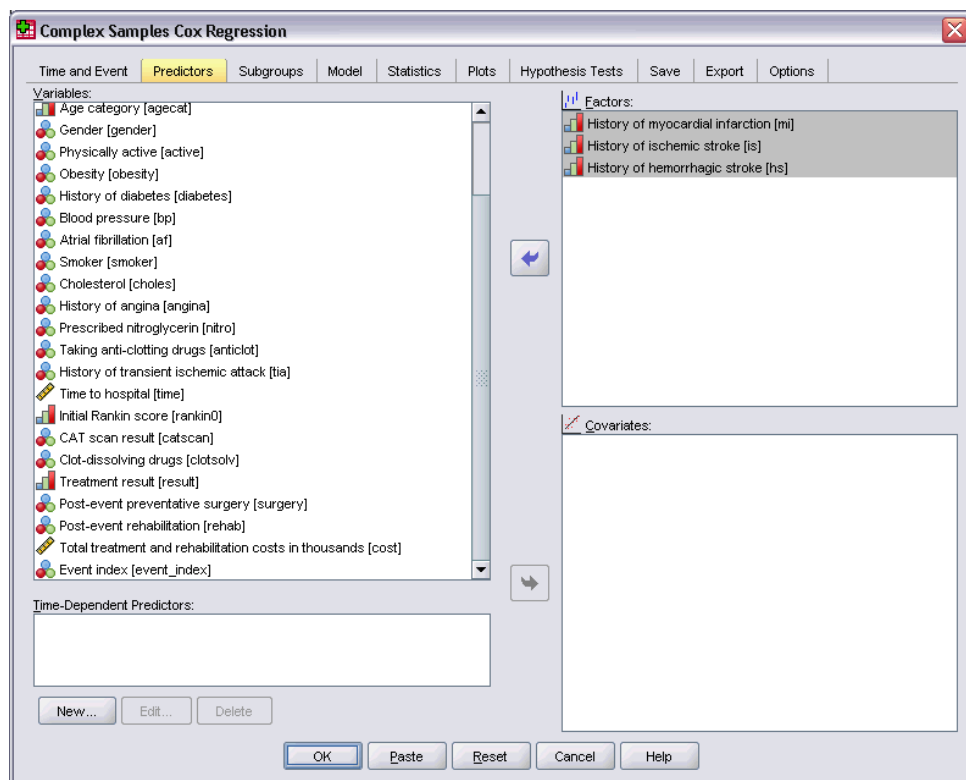 Complex Samples Cox Regression
Time and Event Predictors Subgroups Model Statistics Plots Hypothesis Tests Save Export Options
Variables:
Age category [agecat]
Gender [gender]
Physically active [active]
Obesity [obesity]
History of diabetes [diabetes]
Blood pressure [bp]
Atrial fibrillation [af]
Smoker [smoker]
Cholesterol [choles]
History of angina [angina]
Prescribed nitroglycerin [nitro]
Taking anti-clotting drugs [anticlot]
History of transient ischemic attack [tia]
Time to hospital [time]
Initial Rankin score [rankin0]
CAT scan result [catscan]
Clot-dissolving drugs [clotsolv]
Treatment result [result]
Post-event preventative surgery [surgery]
Post-event rehabilitation [rehab]
Total treatment and rehabilitation costs in thousands [cost]
Event index [event_index]
Time-Dependent Predictors:
New... Edit... Delete
Factors:
History of myocardial infarction [mi]
History of ischemic stroke [is]
History of hemorrhagic stroke [hs]
Covariates:
OK Paste Reset Cancel Help